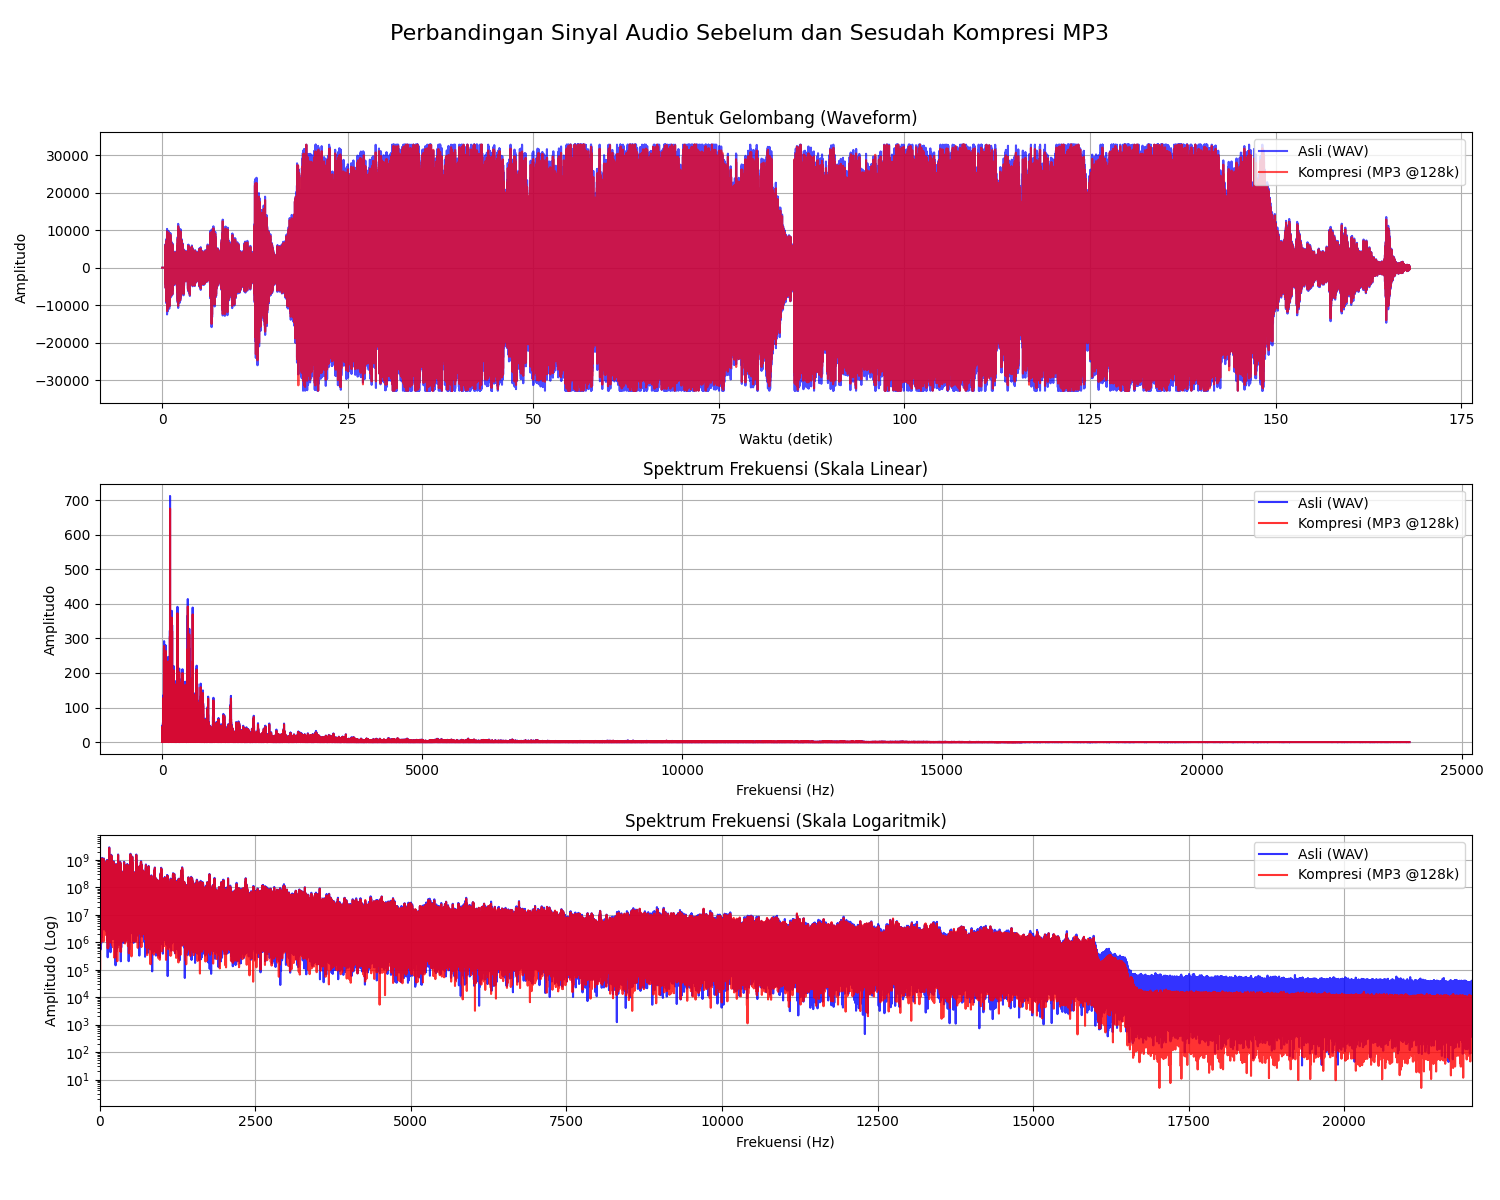 Perbandingan Sinyal Audio Sebelum dan Sesudah Kompresi MP3
Bentuk Gelombang (Waveform)
Asli (WAV)
Kompresi (MP3 @128k)
Amplitudo
30000
20000
10000
0
−10000
−20000
−30000
0 25 50 75 100 125 150 175
Waktu (detik)
Spektrum Frekuensi (Skala Linear)
Asli (WAV)
Kompresi (MP3 @128k)
Amplitudo
700
600
500
400
300
200
100
0
0 5000 10000 15000 20000 25000
Frekuensi (Hz)
Spektrum Frekuensi (Skala Logaritmik)
Asli (WAV)
Kompresi (MP3 @128k)
Amplitudo (Log)
10⁹
10⁸
10⁷
10⁶
10⁵
10⁴
10³
10²
10¹
0 2500 5000 7500 10000 12500 15000 17500 20000
Frekuensi (Hz)